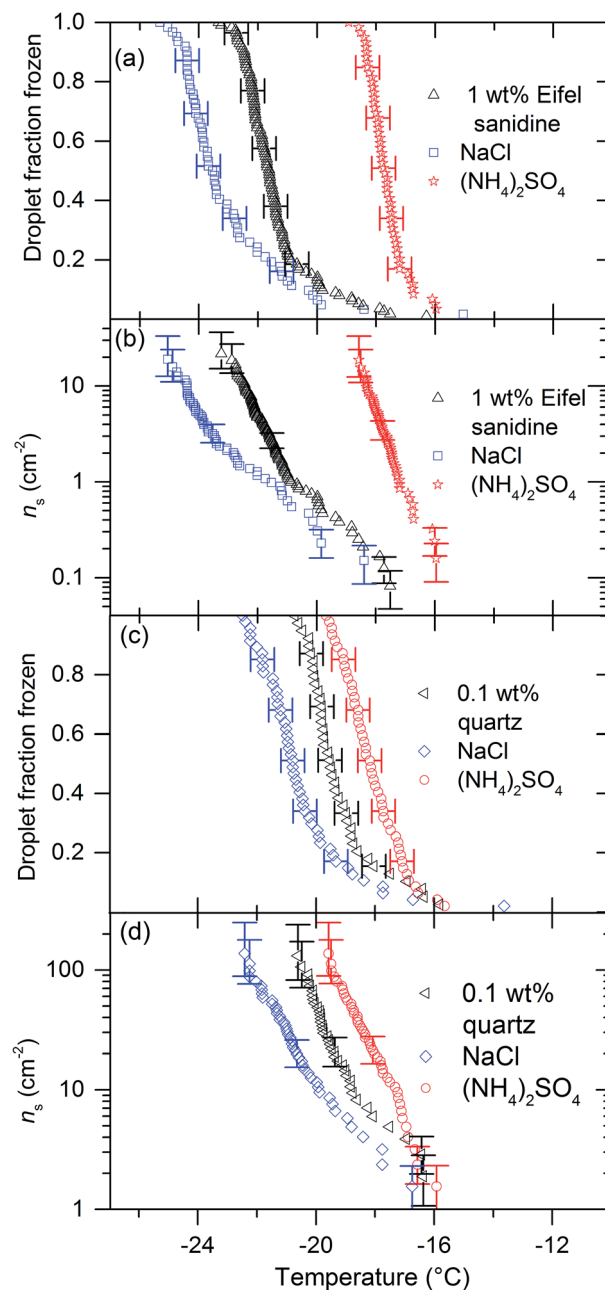 1.0
(a)
0.8
1 wt% Eifel
sanidine
0.6
NaCl
(NH₄)₂SO₄
0.4
0.2
Droplet fraction frozen
(b)
10
1 wt% Eifel
sanidine
NaCl
1
(NH₄)₂SO₄
0.1
nₛ (cm⁻²)
(c)
0.8
0.1 wt%
quartz
0.6
NaCl
(NH₄)₂SO₄
0.4
0.2
Droplet fraction frozen
(d)
100
0.1 wt%
quartz
NaCl
10
(NH₄)₂SO₄
1
nₛ (cm⁻²)
-24 -20 -16 -12
Temperature (°C)